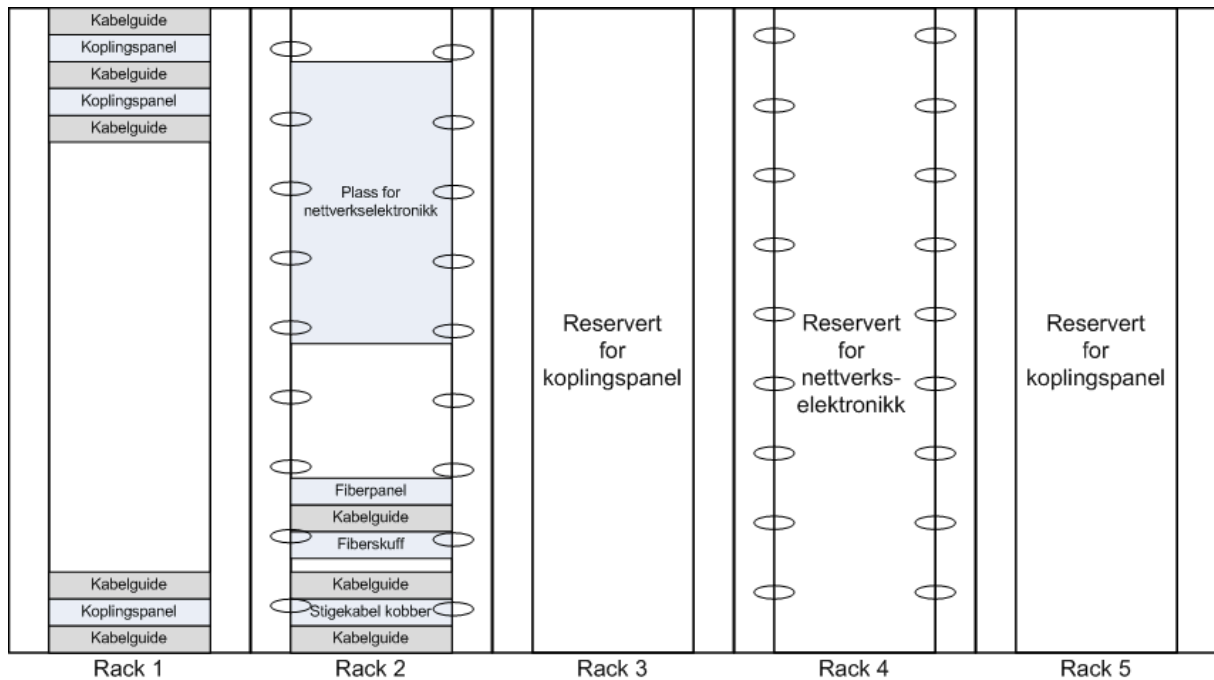 Kabelguide
Koplingspanel
Kabelguide
Koplingspanel
Kabelguide
Kabelguide
Koplingspanel
Kabelguide
Rack 1
Plass for
nettverkselektronikk
Fiberpanel
Kabelguide
Fiberskuff
Kabelguide
Stigekabel kobber
Kabelguide
Rack 2
Reservert
for
koplingspanel
Rack 3
Reservert
for
nettverks-
elektronikk
Rack 4
Reservert
for
koplingspanel
Rack 5